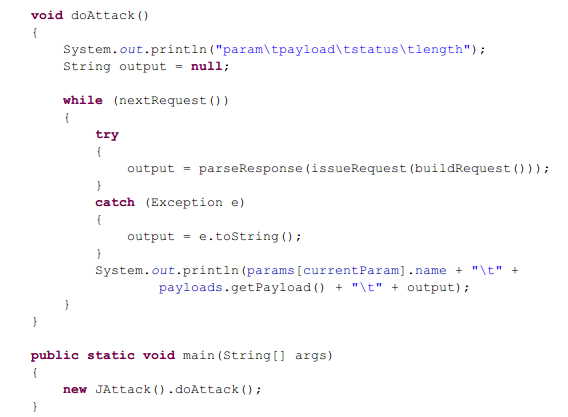 void doAttack()
{
System.out.println("param\tpayload\tstatus\tlength");
String output = null;
while (nextRequest())
{
try
{
output = parseResponse(issueRequest(buildRequest()));
}
catch (Exception e)
{
output = e.toString();
}
System.out.println(params[currentParam].name + "\t" +
payloads.getPayload() + "\t" + output);
}
}
public static void main(String[] args)
{
new JAttack().doAttack();
}